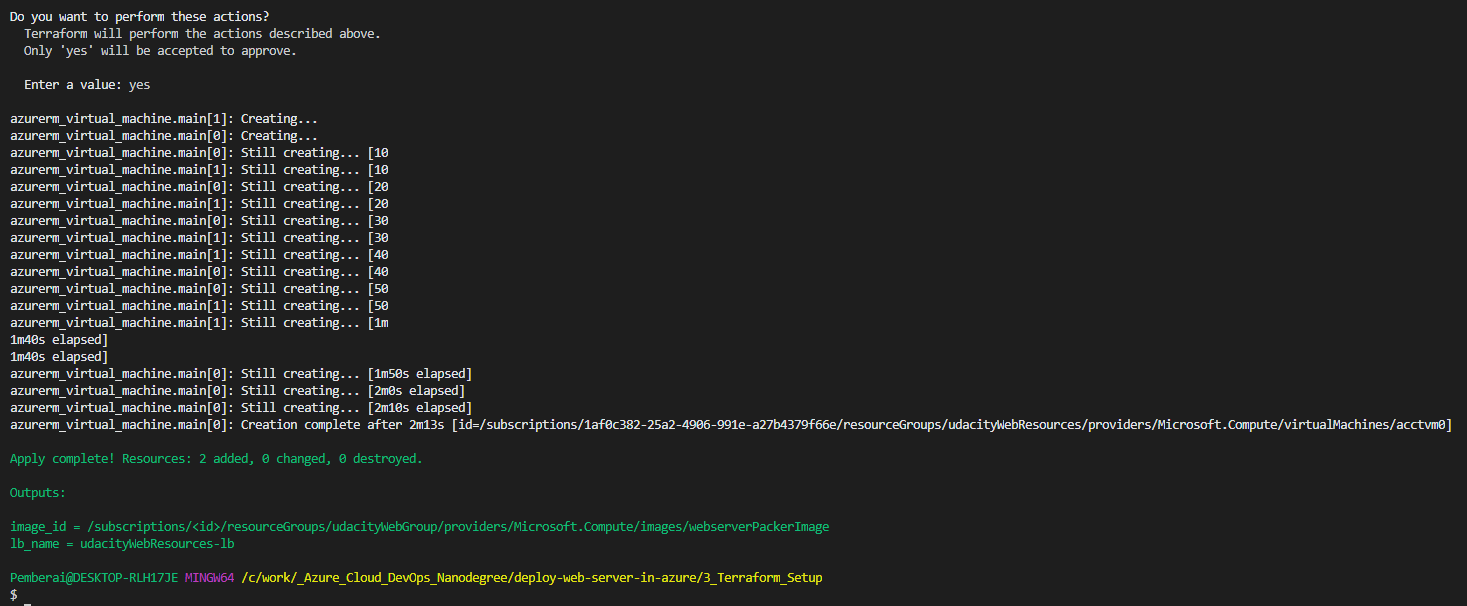 Do you want to perform these actions?
Terraform will perform the actions described above.
Only 'yes' will be accepted to approve.
Enter a value: yes
azurerm_virtual_machine.main[1]: Creating...
azurerm_virtual_machine.main[0]: Creating...
azurerm_virtual_machine.main[0]: Still creating... [10
azurerm_virtual_machine.main[1]: Still creating... [10
azurerm_virtual_machine.main[0]: Still creating... [20
azurerm_virtual_machine.main[1]: Still creating... [20
azurerm_virtual_machine.main[0]: Still creating... [30
azurerm_virtual_machine.main[1]: Still creating... [30
azurerm_virtual_machine.main[1]: Still creating... [40
azurerm_virtual_machine.main[0]: Still creating... [40
azurerm_virtual_machine.main[0]: Still creating... [50
azurerm_virtual_machine.main[1]: Still creating... [50
azurerm_virtual_machine.main[1]: Still creating... [1m
1m40s elapsed]
1m40s elapsed]
azurerm_virtual_machine.main[0]: Still creating... [1m50s elapsed]
azurerm_virtual_machine.main[0]: Still creating... [2m0s elapsed]
azurerm_virtual_machine.main[0]: Still creating... [2m10s elapsed]
azurerm_virtual_machine.main[0]: Creation complete after 2m13s [id=/subscriptions/1af0c382-25a2-4906-991e-a27b4379f66e/resourceGroups/udacityWebResources/providers/Microsoft.Compute/virtualMachines/acctvm0]
Apply complete! Resources: 2 added, 0 changed, 0 destroyed.
Outputs:
image_id = /subscriptions/<id>/resourceGroups/udacityWebGroup/providers/Microsoft.Compute/images/webserverPackerImage
lb_name = udacityWebResources-lb
Pemberai@DESKTOP-RLH17JE MINGW64 /c/work/_Azure_Cloud_DevOps_Nanodegree/deploy-web-server-in-azure/3_Terraform_Setup
$